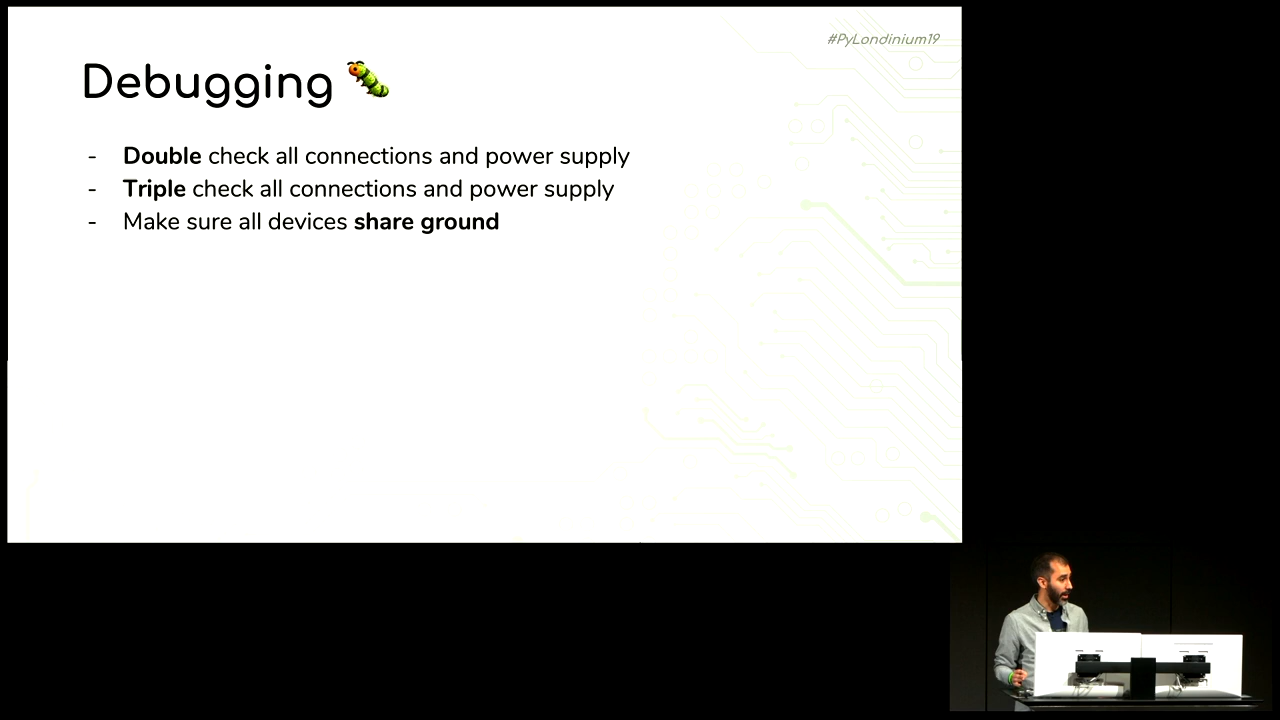 #PyLondinium19
Debugging
- Double check all connections and power supply
- Triple check all connections and power supply
- Make sure all devices share ground